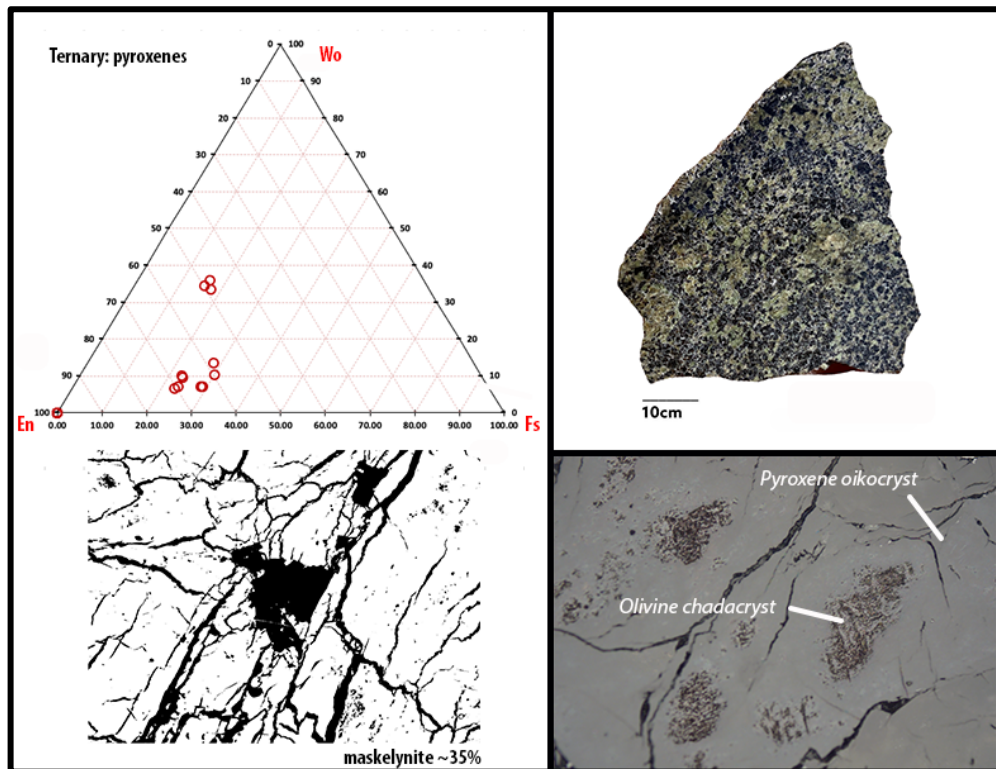 Ternary: pyroxenes
0 100
Wo
10 90
20 80
30 70
40 60
50 50
60 40
70 30
80 20
90 10
100 0
En 0.00 10.00 20.00 30.00 40.00 50.00 60.00 70.00 80.00 90.00 100.00 Fs
maskelynite ~35%
10cm
Pyroxene oikocryst
Olivine chadacryst